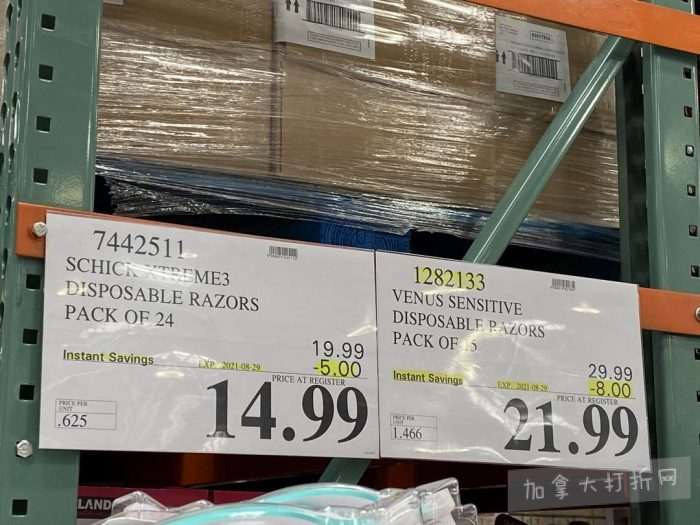 7442511
SCHICK XTREME3
DISPOSABLE RAZORS
PACK OF 24
19.99
Instant Savings
EXP. 2021-08-29
-5.00
PRICE AT REGISTER
PRICE PER
UNIT
.625
14.99
1282133
VENUS SENSITIVE
DISPOSABLE RAZORS
PACK OF 15
29.99
Instant Savings
EXP. 2021-08-29
-8.00
PRICE AT REGISTER
PRICE PER
UNIT
1.466
21.99
LAND
加拿大打折网